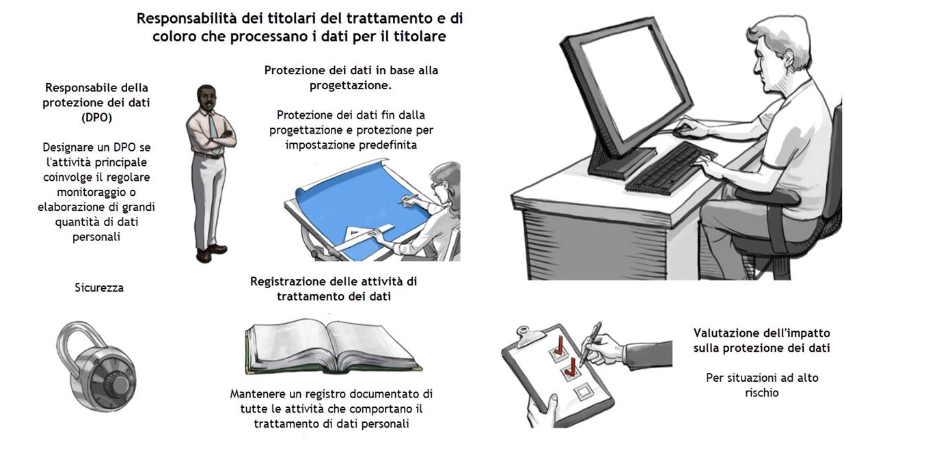 Responsabilità dei titolari del trattamento e di
coloro che processano i dati per il titolare
Responsabile della
protezione dei dati
(DPO)
Designare un DPO se
l'attività principale
coinvolge il regolare
monitoraggio o
elaborazione di grandi
quantità di dati
personali
Protezione dei dati in base alla
progettazione.
Protezione dei dati fin dalla
progettazione e protezione per
impostazione predefinita
Sicurezza
Registrazione delle attività di
trattamento dei dati
Mantenere un registro documentato di
tutte le attività che comportano il
trattamento di dati personali
Valutazione dell'impatto
sulla protezione dei dati
Per situazioni ad alto
rischio